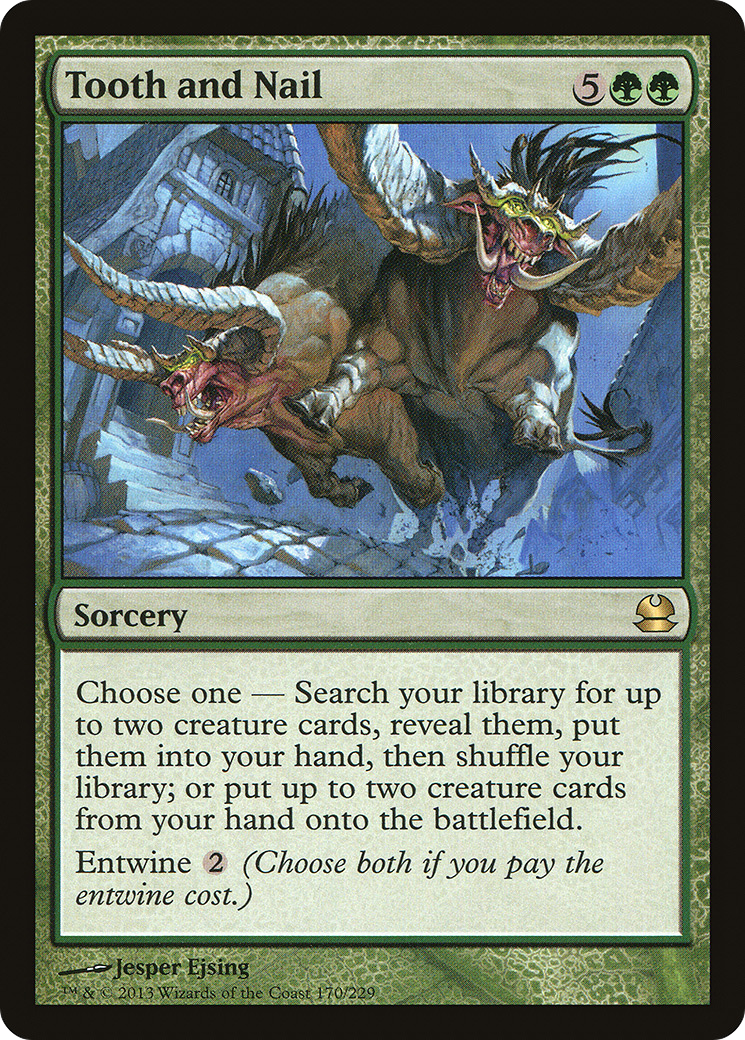 Tooth and Nail 5
Sorcery
Choose one — Search your library for up
to two creature cards, reveal them, put
them into your hand, then shuffle your
library; or put up to two creature cards
from your hand onto the battlefield.
Entwine 2 (Choose both if you pay the
entwine cost.)
Jesper Ejsing
™ & © 2013 Wizards of the Coast 170/229